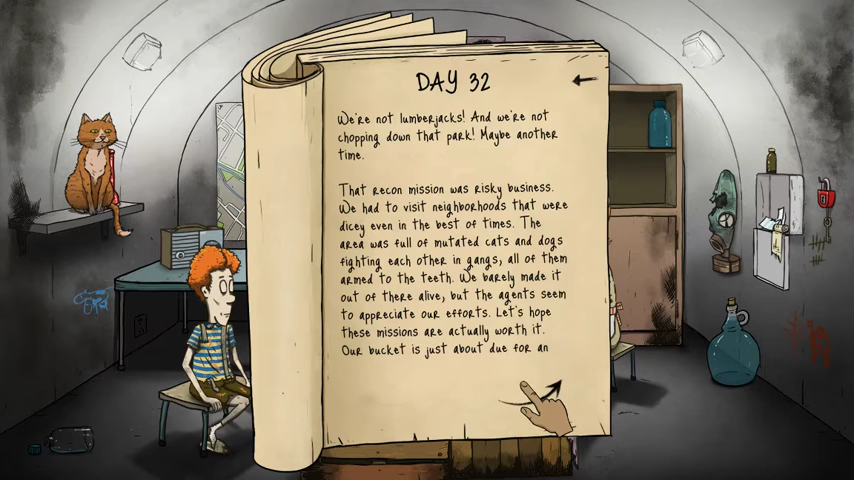 DAY 32
We're not lumberjacks! And we're not
chopping down that park! Maybe another
time.
That recon mission was risky business.
We had to visit neighborhoods that were
dicey even in the best of times. The
area was full of mutated cats and dogs
fighting each other in gangs, all of them
armed to the teeth. We barely made it
out of there alive, but the agents seem
to appreciate our efforts. Let's hope
these missions are actually worth it.
Our bucket is just about due for an